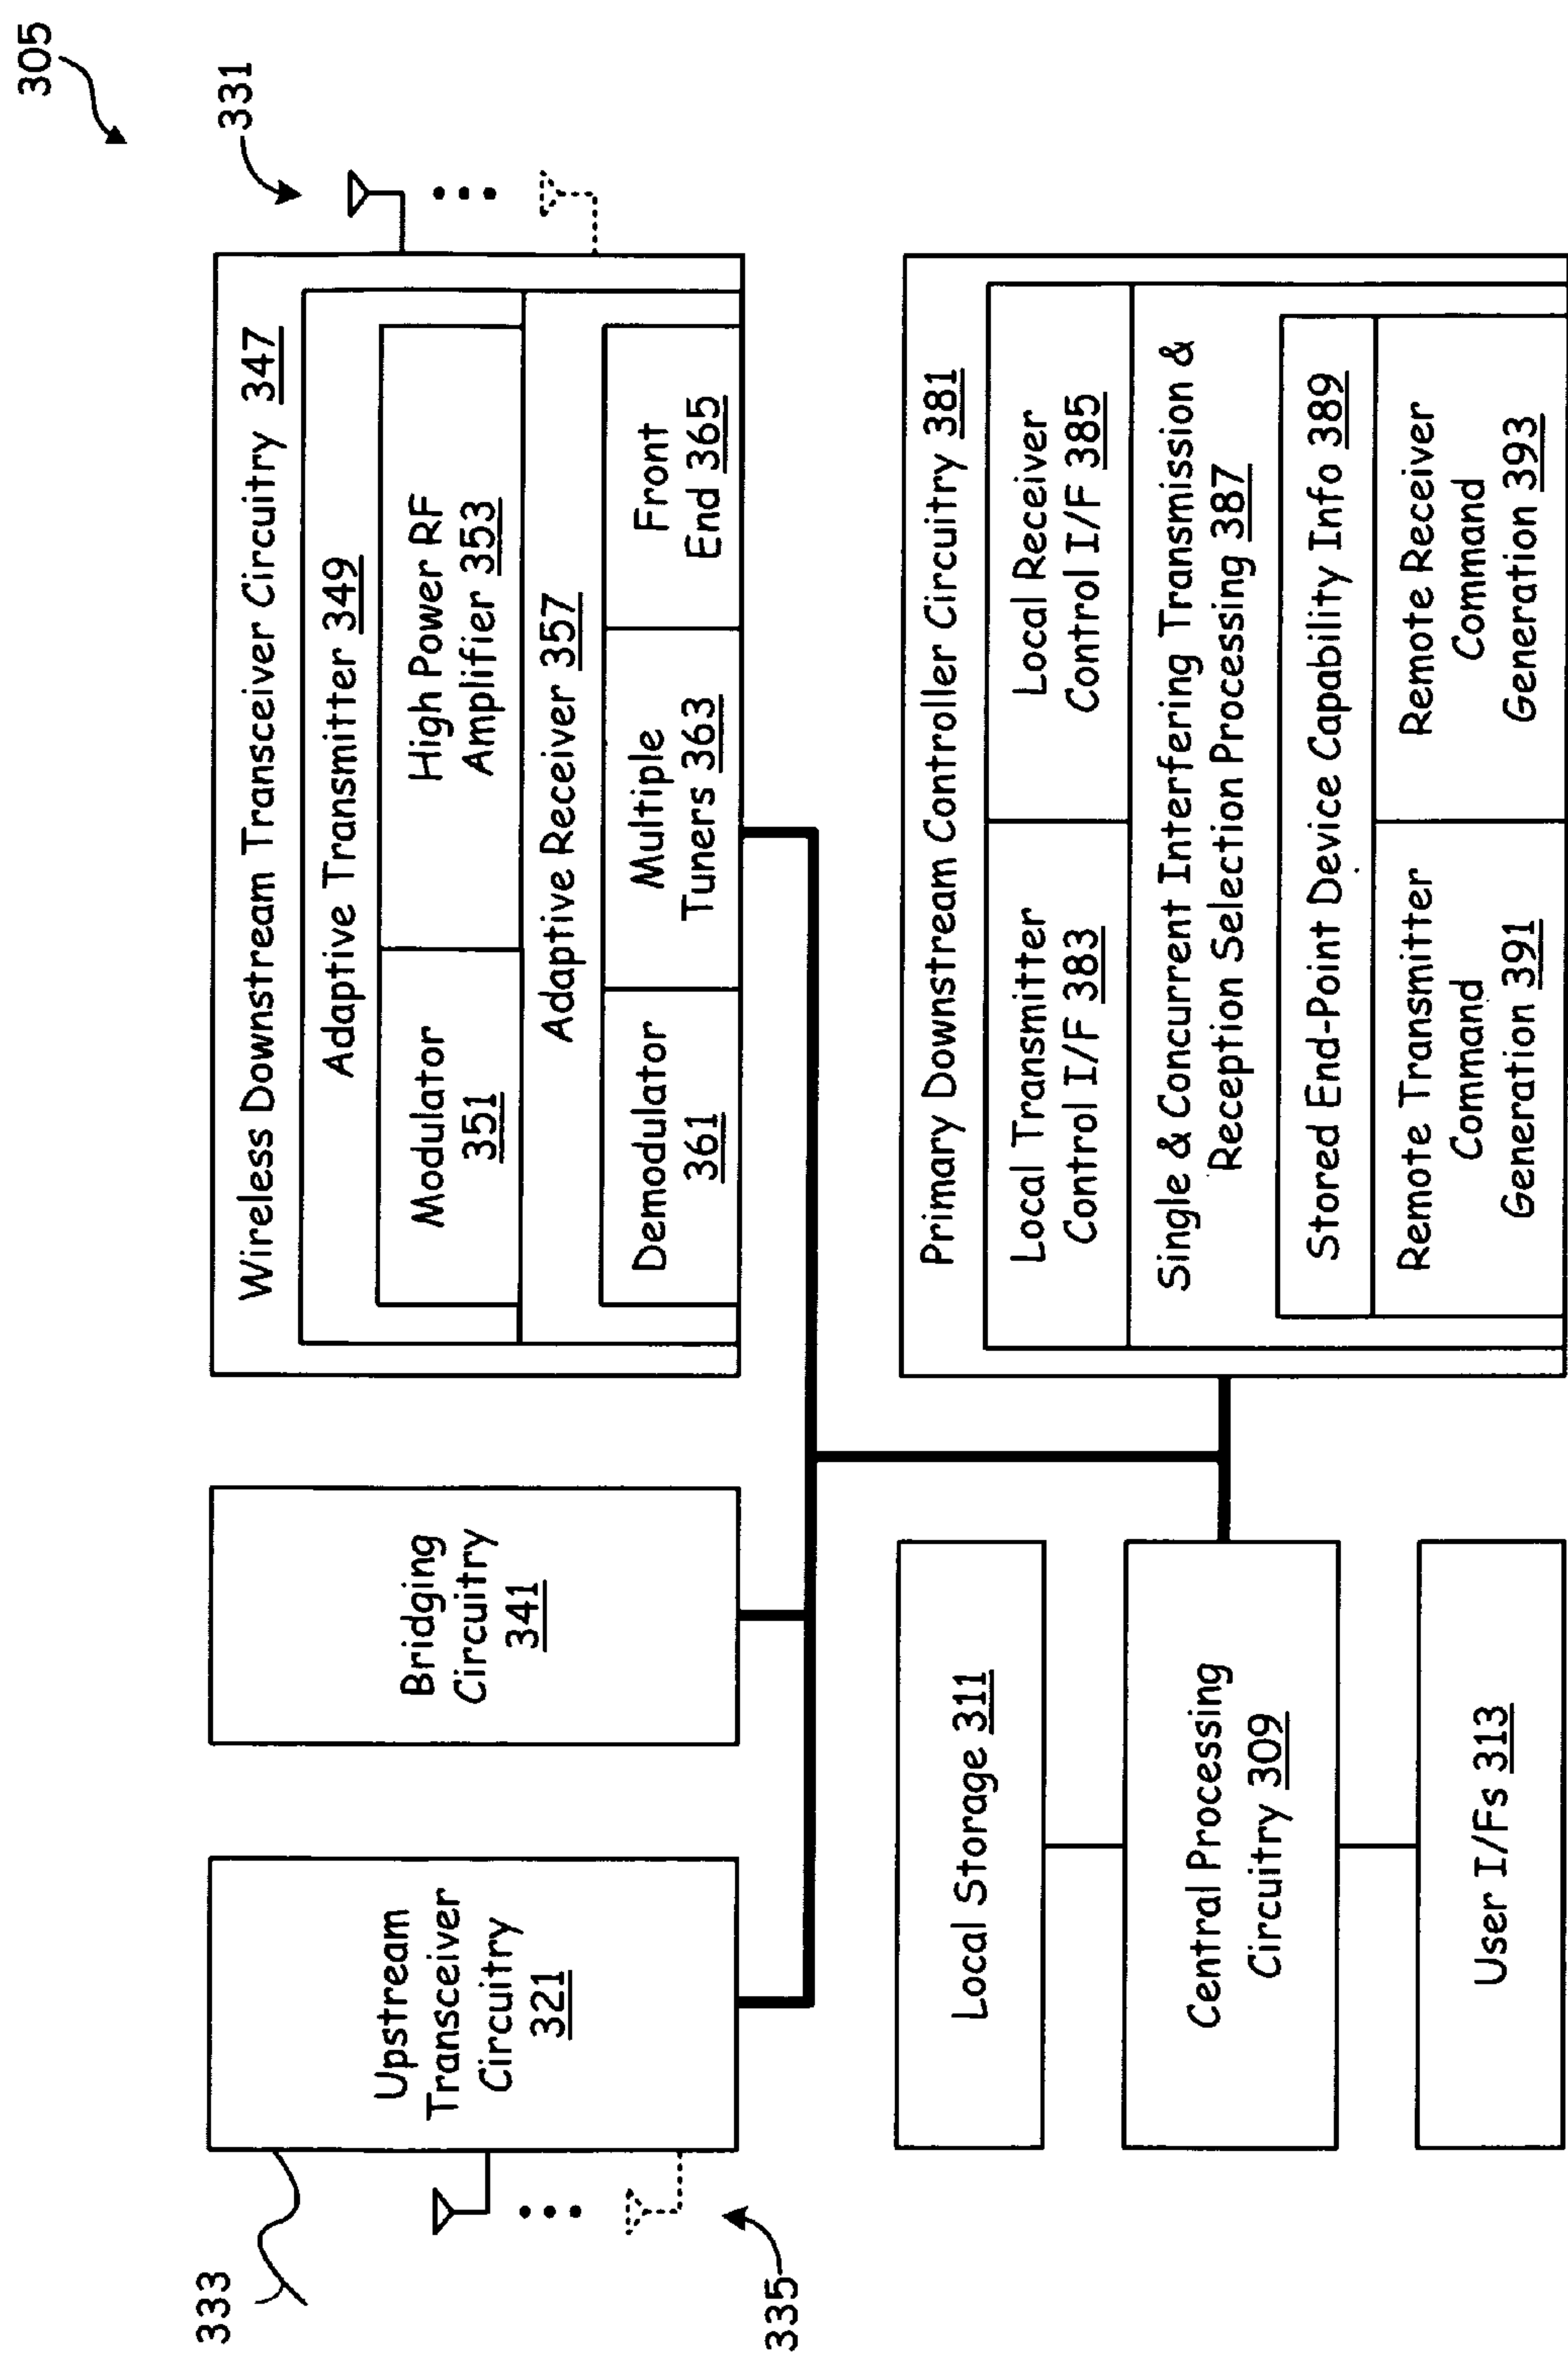 305
331
333
335
Upstream
Transceiver
Circuitry
321
Bridging
Circuitry
341
Wireless Downstream Transceiver Circuitry 347
Adaptive Transmitter 349
Modulator
351
High Power RF
Amplifier 353
Adaptive Receiver 357
Demodulator
361
Multiple
Tuners 363
Front
End 365
Local Storage 311
Central Processing
Circuitry 309
User I/Fs 313
Primary Downstream Controller Circuitry 381
Local Transmitter
Control I/F 383
Local Receiver
Control I/F 385
Single & Concurrent Interfering Transmission &
Reception Selection Processing 387
Stored End-Point Device Capability Info 389
Remote Transmitter
Command
Generation 391
Remote Receiver
Command
Generation 393